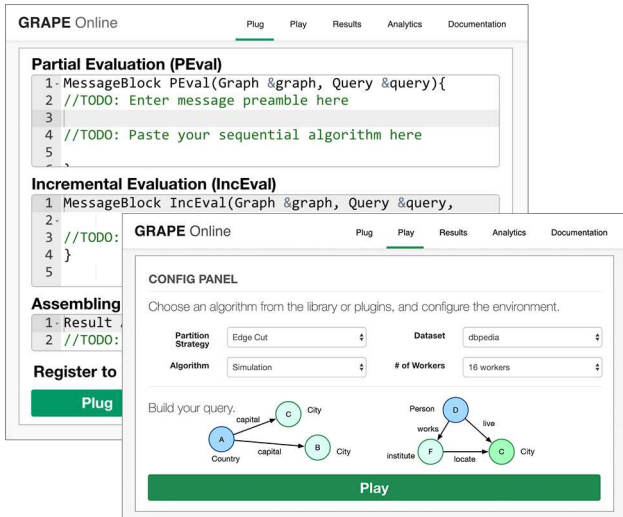 GRAPE Online Plug Play Results Analytics Documentation
Partial Evaluation (PEval)
1 MessageBlock PEval(Graph &graph, Query &query){
2 //TODO: Enter message preamble here
3
4 //TODO: Paste your sequential algorithm here
5
Incremental Evaluation (IncEval)
1 MessageBlock IncEval(Graph &graph, Query &query,
2
3 //TODO:
4 }
5
Assembling
1 Result
2 //TODO:
Register to
Plug
GRAPE Online Plug Play Results Analytics Documentation
CONFIG PANEL
Choose an algorithm from the library or plugins, and configure the environment.
Partition Strategy Edge Cut Dataset dbpedia
Algorithm Simulation # of Workers 16 workers
Build your query.
capital C City
A Country
capital B City
Person D
works live
institute F locate C City
Play